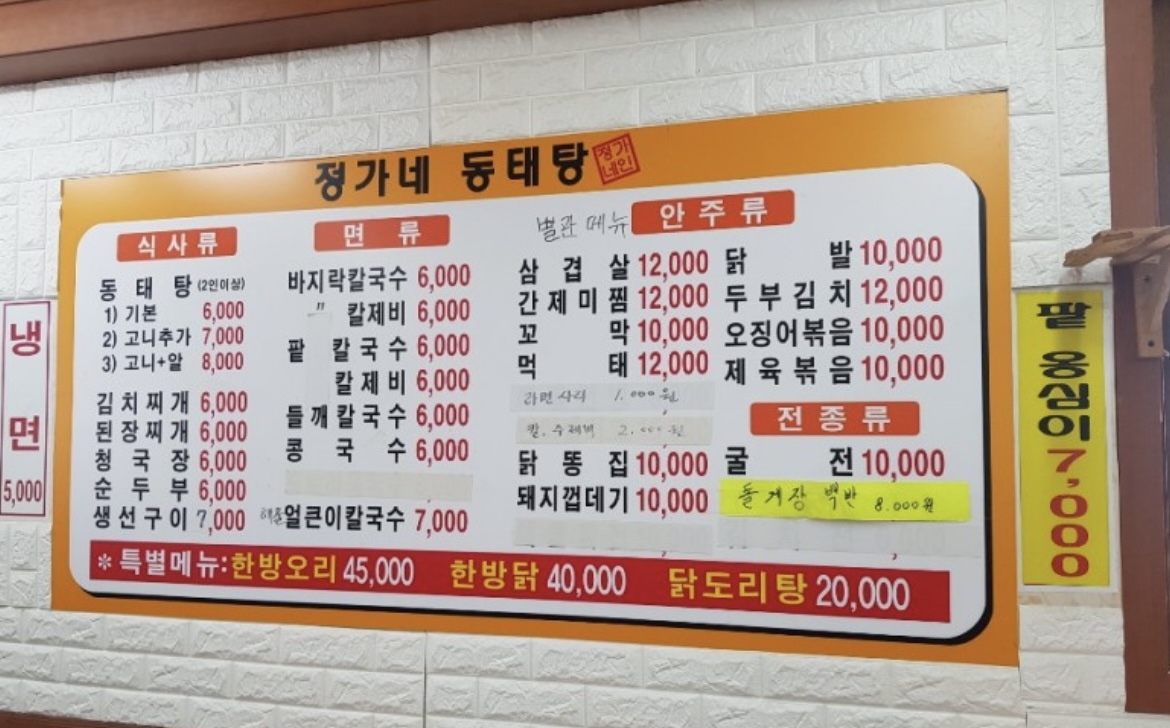 정가네 동태탕
정가
네인
식사류
동태탕 (2인이상)
1) 기본 6,000
2) 고니추가 7,000
3) 고니+알 8,000
김치찌개 6,000
된장찌개 6,000
청국장 6,000
순두부 6,000
생선구이 7,000
면류
바지락칼국수 6,000
〃 칼제비 6,000
팥칼국수 6,000
칼제비 6,000
들깨칼국수 6,000
콩국수 6,000
해물얼큰이칼국수 7,000
별관 메뉴
안주류
삼겹살 12,000
간제미찜 12,000
꼬막 10,000
먹태 12,000
라면사리 1.000원
칼.수제비 2.000원
닭똥집 10,000
돼지껍데기 10,000
닭발 10,000
두부김치 12,000
오징어볶음 10,000
제육볶음 10,000
전종류
굴전 10,000
돌게장 백반 8.000원
* 특별메뉴:한방오리 45,000 한방닭 40,000 닭도리탕 20,000
냉면 5,000
팥옹심이 7,000